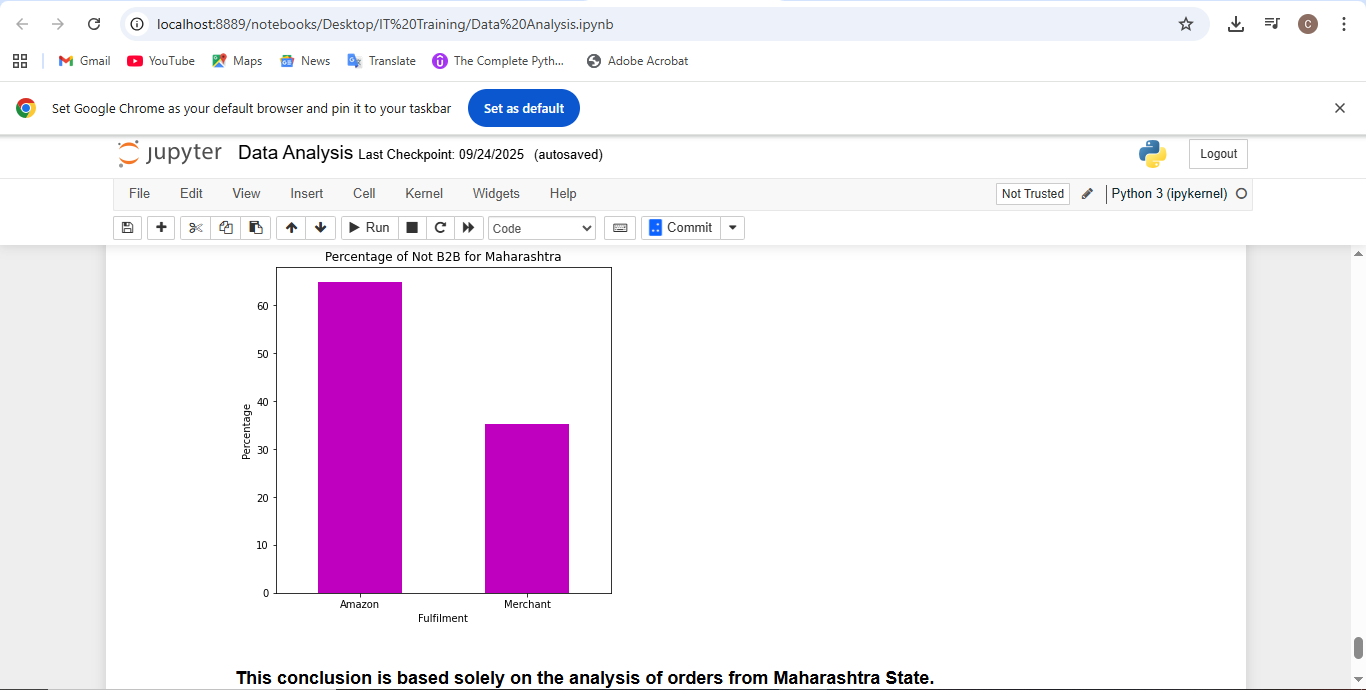 localhost:8889/notebooks/Desktop/IT%20Training/Data%20Analysis.ipynb
C
Gmail YouTube Maps News Translate The Complete Pyth... Adobe Acrobat
Set Google Chrome as your default browser and pin it to your taskbar Set as default
jupyter Data Analysis Last Checkpoint: 09/24/2025 (autosaved) Logout
File Edit View Insert Cell Kernel Widgets Help Not Trusted Python 3 (ipykernel)
Run Code Commit
Percentage of Not B2B for Maharashtra
60
50
40
30
20
10
0
Percentage
Amazon Merchant
Fulfilment
This conclusion is based solely on the analysis of orders from Maharashtra State.